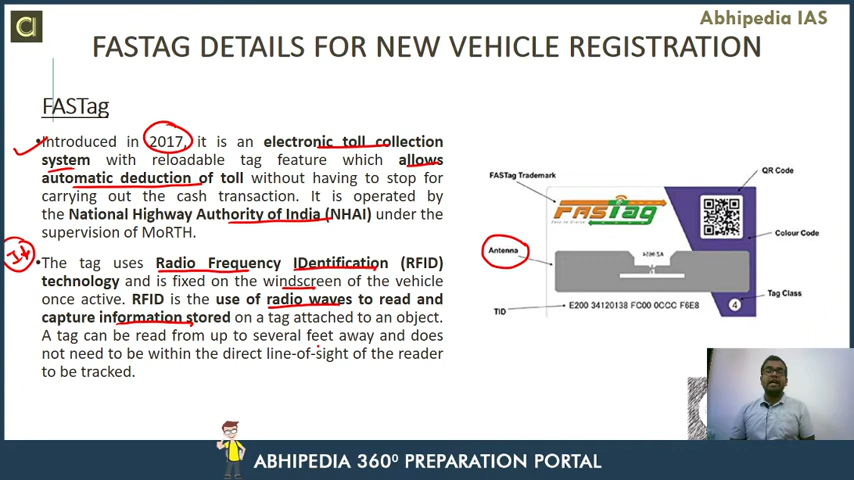 Abhipedia IAS
FASTAG DETAILS FOR NEW VEHICLE REGISTRATION
FASTag
Introduced in 2017, it is an electronic toll collection
system with reloadable tag feature which allows
automatic deduction of toll without having to stop for
carrying out the cash transaction. It is operated by
the National Highway Authority of India (NHAI) under the
supervision of MoRTH.
The tag uses Radio Frequency IDentification (RFID)
technology and is fixed on the windscreen of the vehicle
once active. RFID is the use of radio waves to read and
capture information stored on a tag attached to an object.
A tag can be read from up to several feet away and does
not need to be within the direct line-of-sight of the reader
to be tracked.
FASTag Trademark
QR Code
FASTag
Antenna
Colour Code
Tag Class
TID
E200 34120138 FC00 0CCC F6E8
4
ABHIPEDIA 360⁰ PREPARATION PORTAL